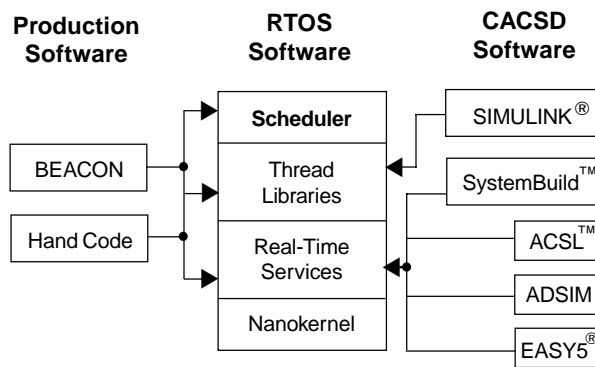 Production
Software
RTOS
Software
CACSD
Software
BEACON
Hand Code
Scheduler
Thread
Libraries
Real-Time
Services
Nanokernel
SIMULINK®
SystemBuild™
ACSL™
ADSIM
EASY5®